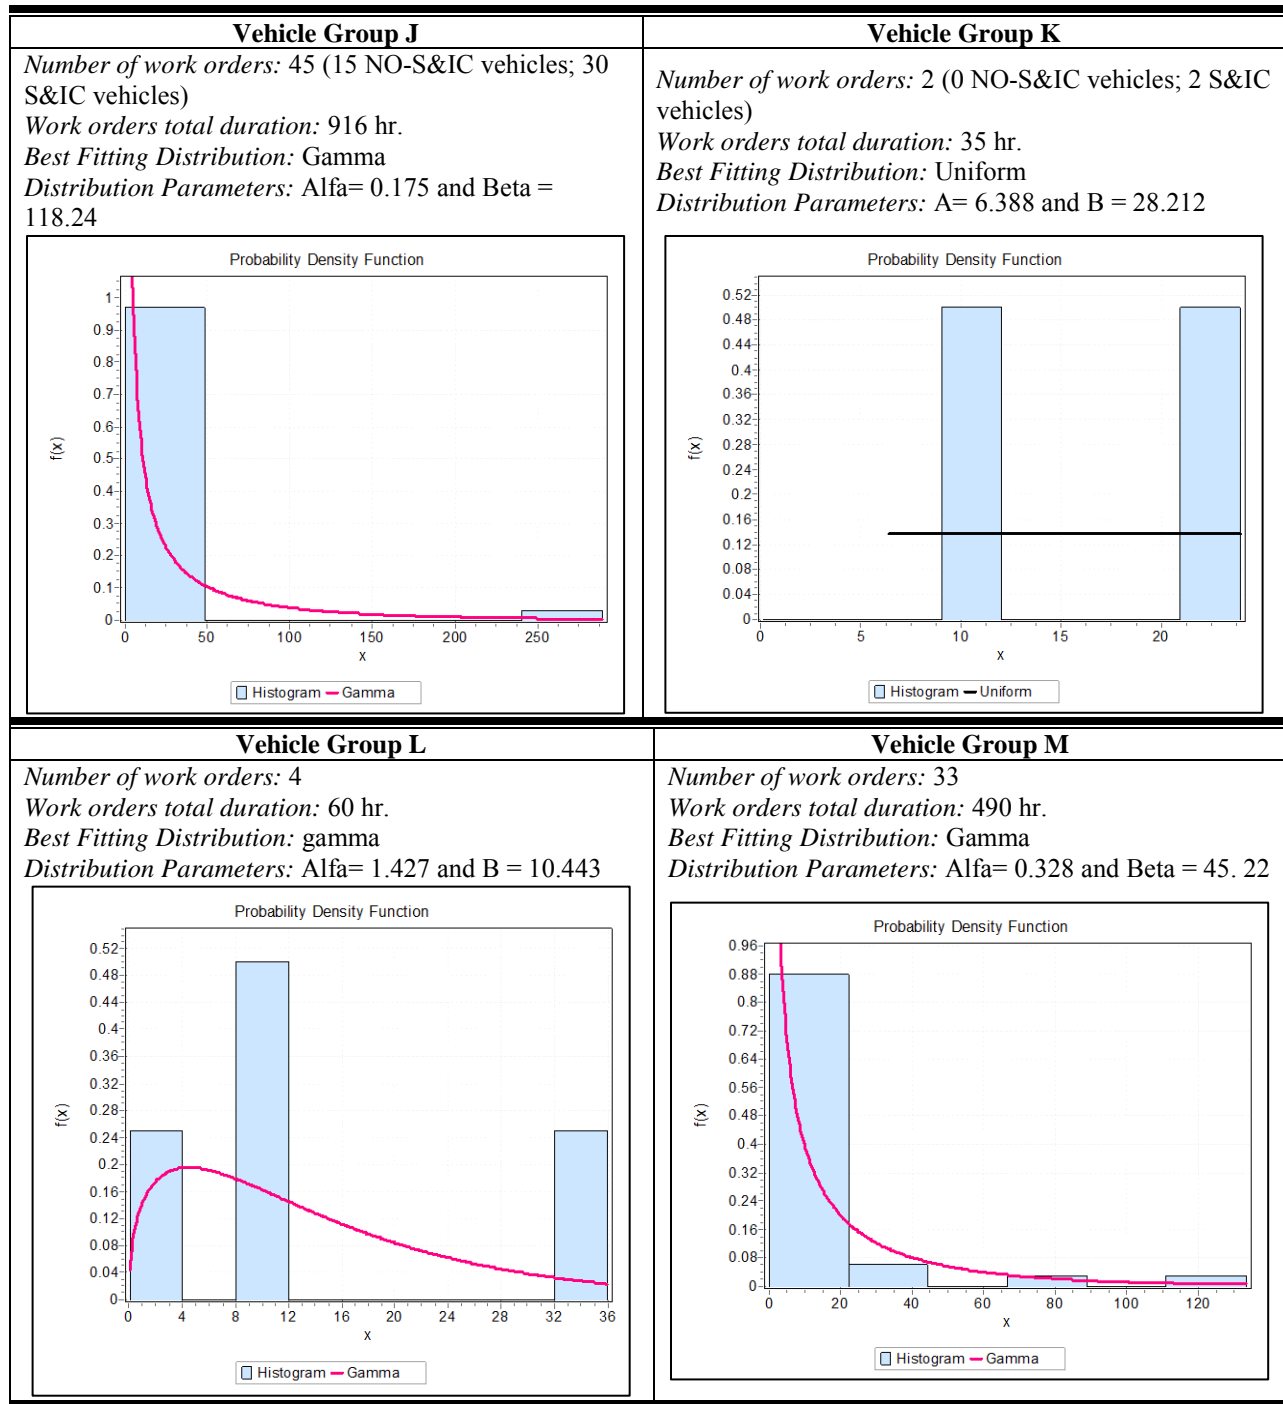 Vehicle Group J
Number of work orders: 45 (15 NO-S&IC vehicles; 30
S&IC vehicles)
Work orders total duration: 916 hr.
Best Fitting Distribution: Gamma
Distribution Parameters: Alfa= 0.175 and Beta =
118.24
Probability Density Function
f(x)
1
0.9
0.8
0.7
0.6
0.5
0.4
0.3
0.2
0.1
0
0 50 100 150 200 250
x
Histogram Gamma
Vehicle Group K
Number of work orders: 2 (0 NO-S&IC vehicles; 2 S&IC
vehicles)
Work orders total duration: 35 hr.
Best Fitting Distribution: Uniform
Distribution Parameters: A= 6.388 and B = 28.212
Probability Density Function
f(x)
0.52
0.48
0.44
0.4
0.36
0.32
0.28
0.24
0.2
0.16
0.12
0.08
0.04
0
0 5 10 15 20
x
Histogram Uniform
Vehicle Group L
Number of work orders: 4
Work orders total duration: 60 hr.
Best Fitting Distribution: gamma
Distribution Parameters: Alfa= 1.427 and B = 10.443
Probability Density Function
f(x)
0.52
0.48
0.44
0.4
0.36
0.32
0.28
0.24
0.2
0.16
0.12
0.08
0.04
0
0 4 8 12 16 20 24 28 32 36
x
Histogram Gamma
Vehicle Group M
Number of work orders: 33
Work orders total duration: 490 hr.
Best Fitting Distribution: Gamma
Distribution Parameters: Alfa= 0.328 and Beta = 45. 22
Probability Density Function
f(x)
0.96
0.88
0.8
0.72
0.64
0.56
0.48
0.4
0.32
0.24
0.16
0.08
0
0 20 40 60 80 100 120
x
Histogram Gamma